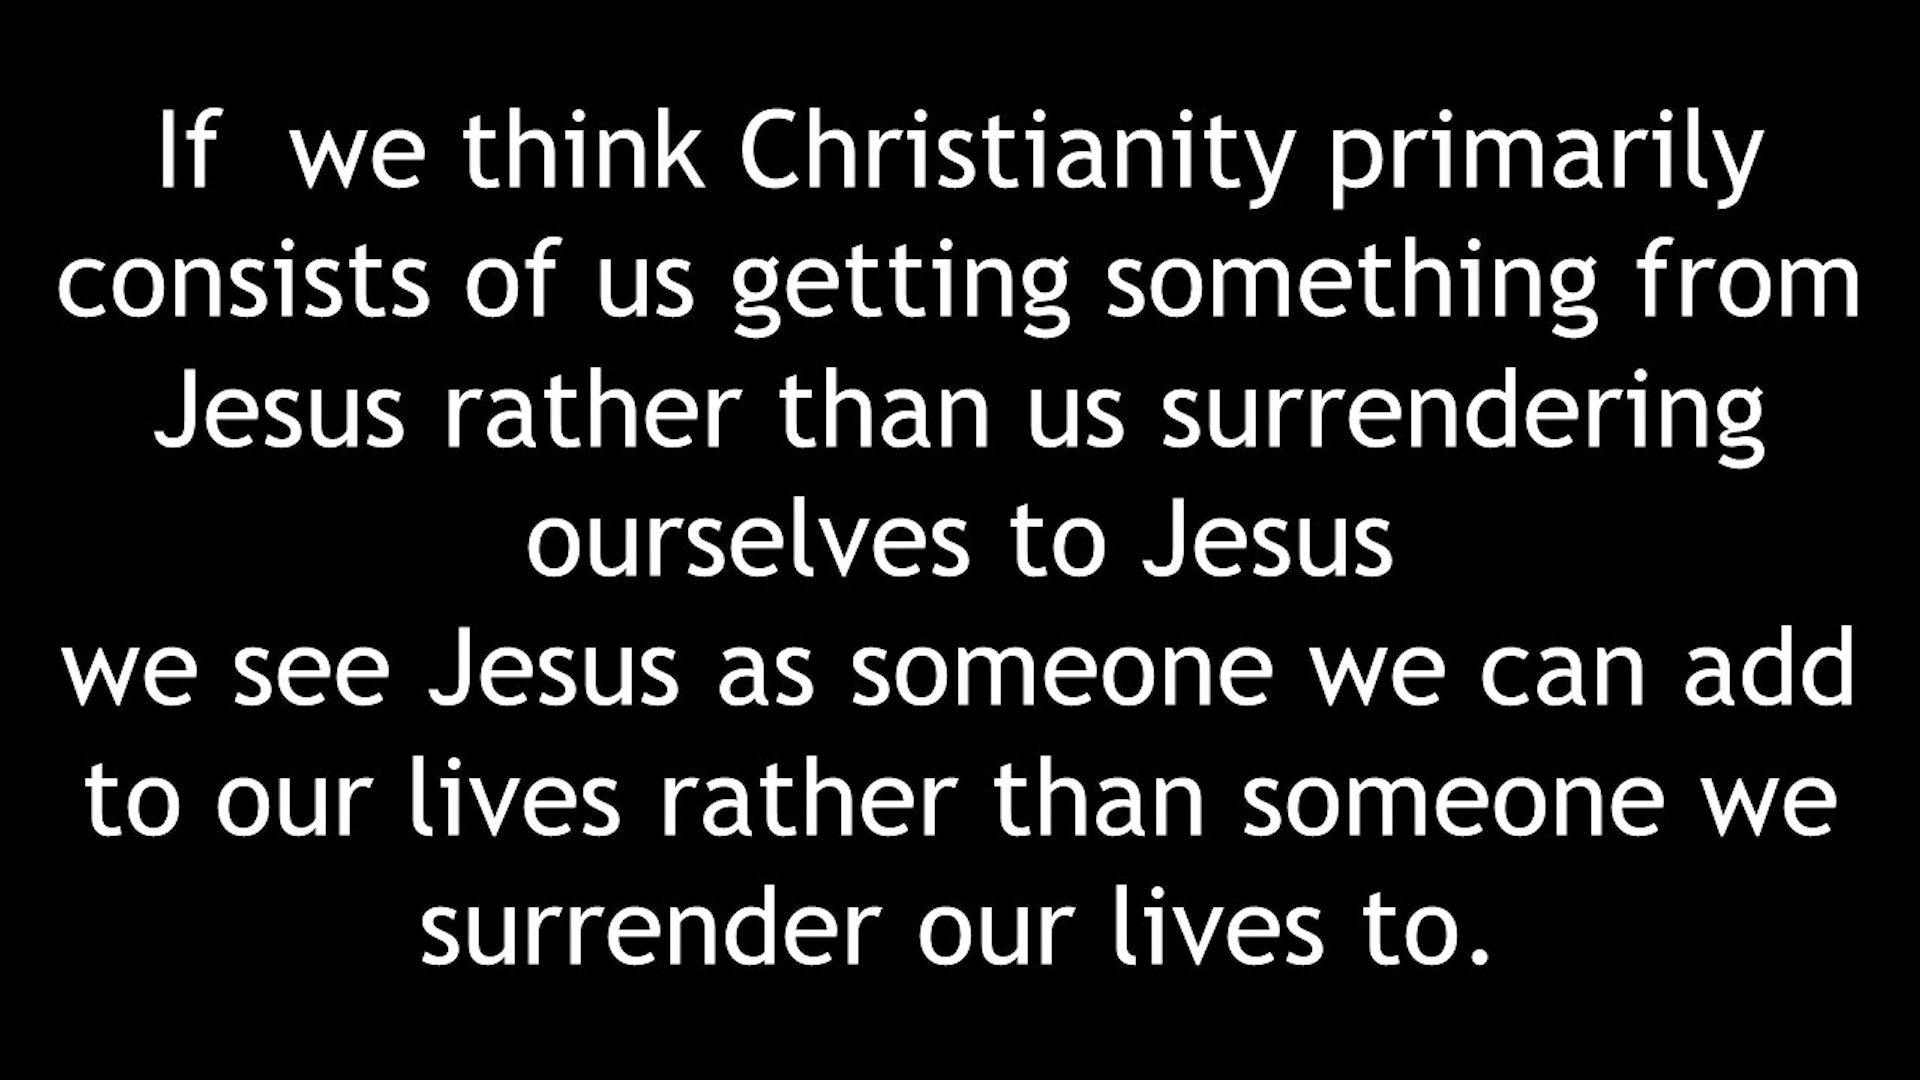 If  we think Christianity primarily
consists of us getting something from
Jesus rather than us surrendering
ourselves to Jesus
we see Jesus as someone we can add
to our lives rather than someone we
surrender our lives to.